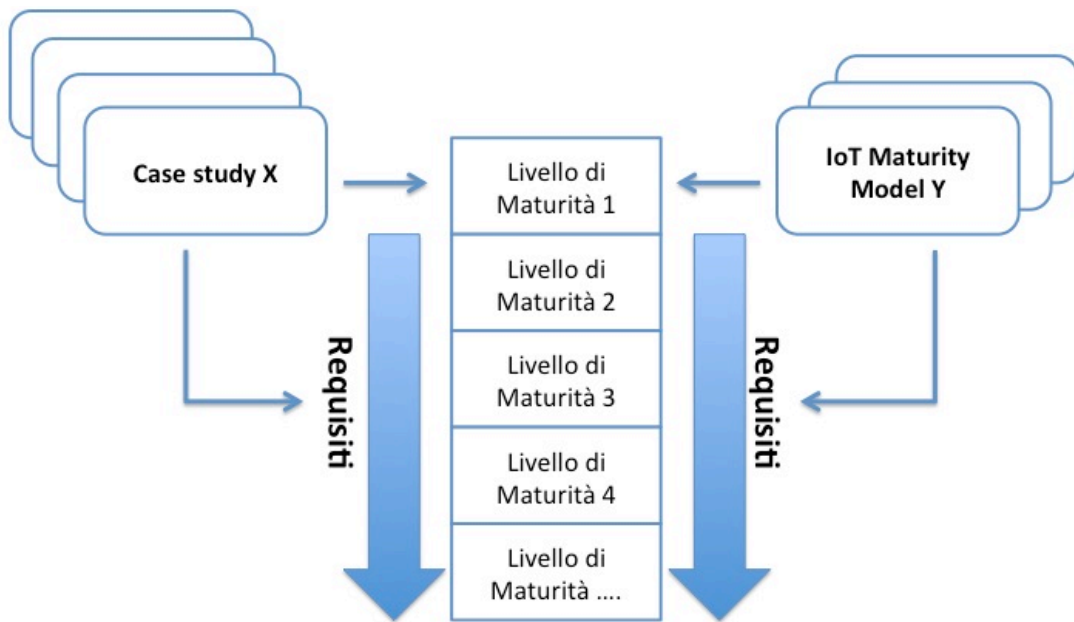 Case study X
Livello di
Maturità 1
IoT Maturity
Model Y
Livello di
Maturità 2
Requisiti
Livello di
Maturità 3
Requisiti
Livello di
Maturità 4
Livello di
Maturità ....